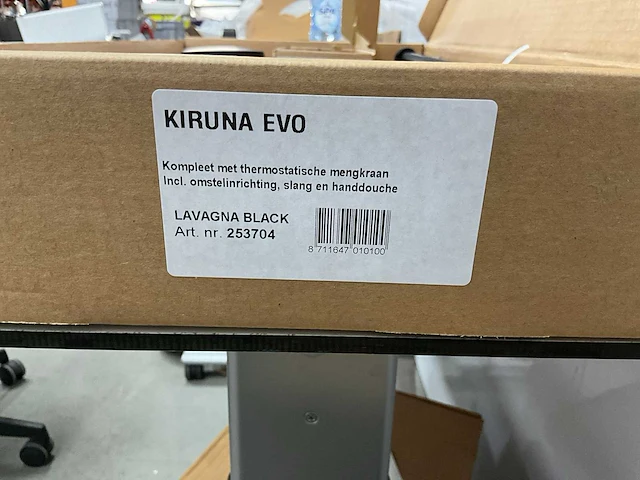 KIRUNA EVO
Kompleet met thermostatische mengkraan
Incl. omstelinrichting, slang en handdouche
LAVAGNA BLACK
Art. nr. 253704
8 711647 010100